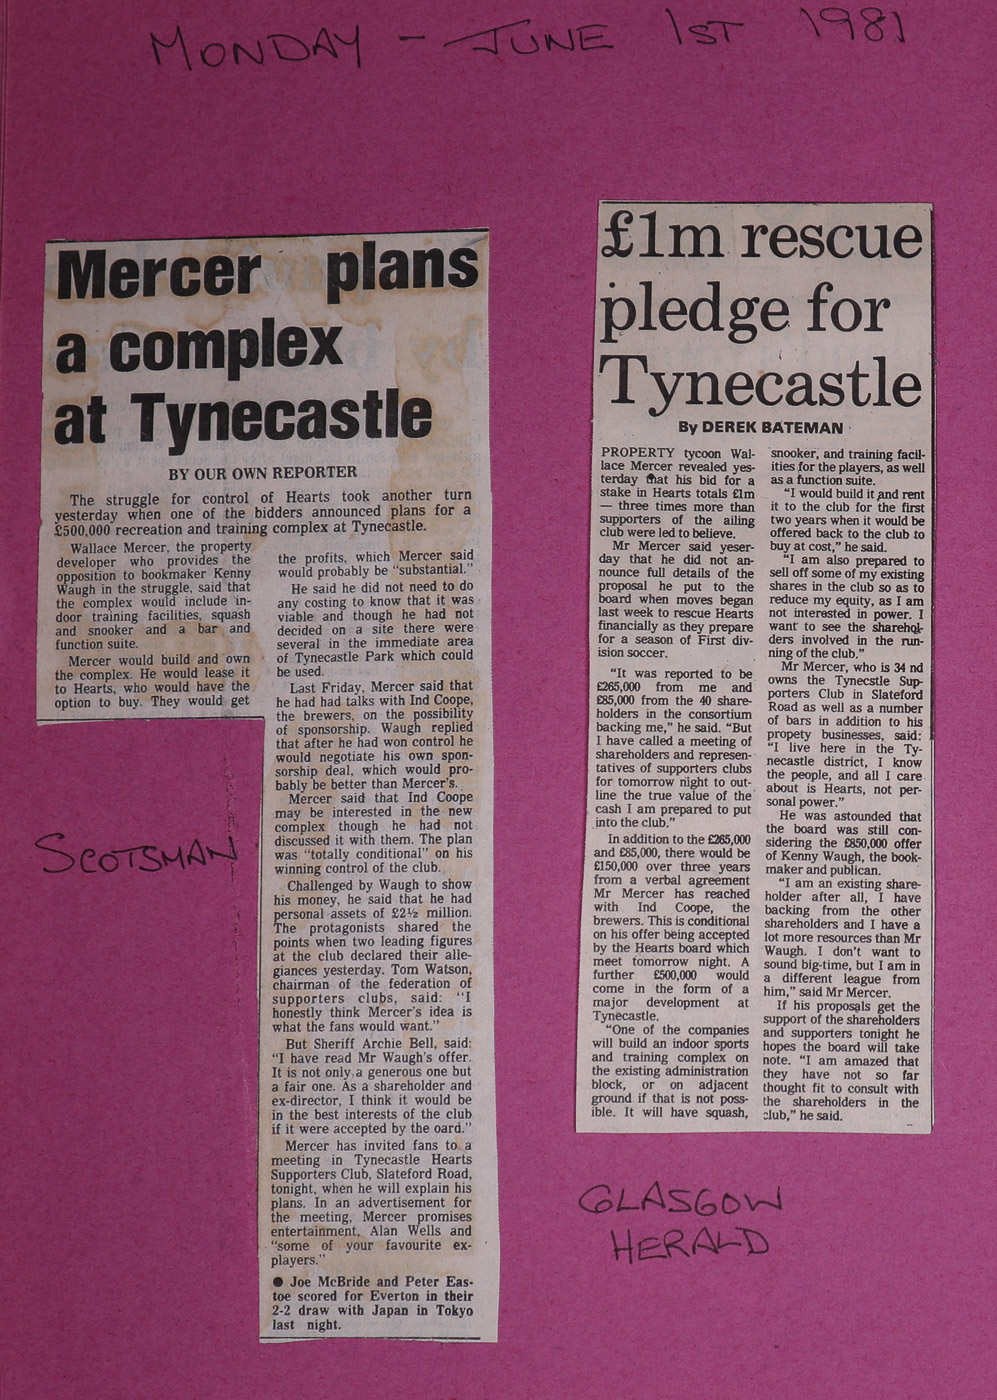 MONDAY - JUNE 1ST 1981
Mercer plans
a complex
at Tynecastle
BY OUR OWN REPORTER
The struggle for control of Hearts took another turn
yesterday when one of the bidders announced plans for a
£500,000 recreation and training complex at Tynecastle.
Wallace Mercer, the property
developer who provides the
opposition to bookmaker Kenny
Waugh in the struggle, said that
the complex would include in-
door training facilities, squash
and snooker and a bar and
function suite.
Mercer would build and own
the complex. He would lease it
to Hearts, who would have the
option to buy. They would get
the profits, which Mercer said
would probably be "substantial."
He said he did not need to do
any costing to know that it was
viable and though he had not
decided on a site there were
several in the immediate area
of Tynecastle Park which could
be used.
Last Friday, Mercer said that
he had had talks with Ind Coope,
the brewers, on the possibility
of sponsorship. Waugh replied
that after he had won control he
would negotiate his own spon-
sorship deal, which would pro-
bably be better than Mercer's.
Mercer said that Ind Coope
may be interested in the new
complex though he had not
discussed it with them. The plan
was "totally conditional" on his
winning control of the club.
Challenged by Waugh to show
his money, he said that he had
personal assets of £2½ million.
The protagonists shared the
points when two leading figures
at the club declared their alle-
giances yesterday. Tom Watson,
chairman of the federation of
supporters clubs, said: "I
honestly think Mercer's idea is
what the fans would want."
But Sheriff Archie Bell, said:
"I have read Mr Waugh's offer.
It is not only a generous one but
a fair one. As a shareholder and
ex-director, I think it would be
in the best interests of the club
if it were accepted by the oard."
Mercer has invited fans to a
meeting in Tynecastle Hearts
Supporters Club, Slateford Road,
tonight, when he will explain his
plans. In an advertisement for
the meeting, Mercer promises
entertainment, Alan Wells and
"some of your favourite ex-
players."
● Joe McBride and Peter Eas-
toe scored for Everton in their
2-2 draw with Japan in Tokyo
last night.
SCOTSMAN
£1m rescue
pledge for
Tynecastle
By DEREK BATEMAN
PROPERTY tycoon Wal-
lace Mercer revealed yes-
terday that his bid for a
stake in Hearts totals £1m
— three times more than
supporters of the ailing
club were led to believe.
Mr Mercer said yeser-
day that he did not an-
nounce full details of the
proposal he put to the
board when moves began
last week to rescue Hearts
financially as they prepare
for a season of First div-
ision soccer.
"It was reported to be
£265,000 from me and
£85,000 from the 40 share-
holders in the consortium
backing me," he said. "But
I have called a meeting of
shareholders and represen-
tatives of supporters clubs
for tomorrow night to out-
line the true value of the
cash I am prepared to put
into the club."
In addition to the £265,000
and £85,000, there would be
£150,000 over three years
from a verbal agreement
Mr Mercer has reached
with Ind Coope, the
brewers. This is conditional
on his offer being accepted
by the Hearts board which
meet tomorrow night. A
further £500,000 would
come in the form of a
major development at
Tynecastle.
"One of the companies
will build an indoor sports
and training complex on
the existing administration
block, or on adjacent
ground if that is not poss-
ible. It will have squash,
snooker, and training facil-
ities for the players, as well
as a function suite.
"I would build it and rent
it to the club for the first
two years when it would be
offered back to the club to
buy at cost," he said.
"I am also prepared to
sell off some of my existing
shares in the club so as to
reduce my equity, as I am
not interested in power. I
want to see the sharehol-
ders involved in the run-
ning of the club."
Mr Mercer, who is 34 nd
owns the Tynecstle Sup-
porters Club in Slateford
Road as well as a number
of bars in addition to his
propety businesses, said:
"I live here in the Ty-
necastle district, I know
the people, and all I care
about is Hearts, not per-
sonal power."
He was astounded that
the board was still con-
sidering the £850,000 offer
of Kenny Waugh, the book-
maker and publican.
"I am an existing share-
holder after all, I have
backing from the other
shareholders and I have a
lot more resources than Mr
Waugh. I don't want to
sound big-time, but I am in
a different league from
him," said Mr Mercer.
If his proposals get the
support of the shareholders
and supporters tonight he
hopes the board will take
note. "I am amazed that
they have not so far
thought fit to consult with
the shareholders in the
club," he said.
GLASGOW
HERALD